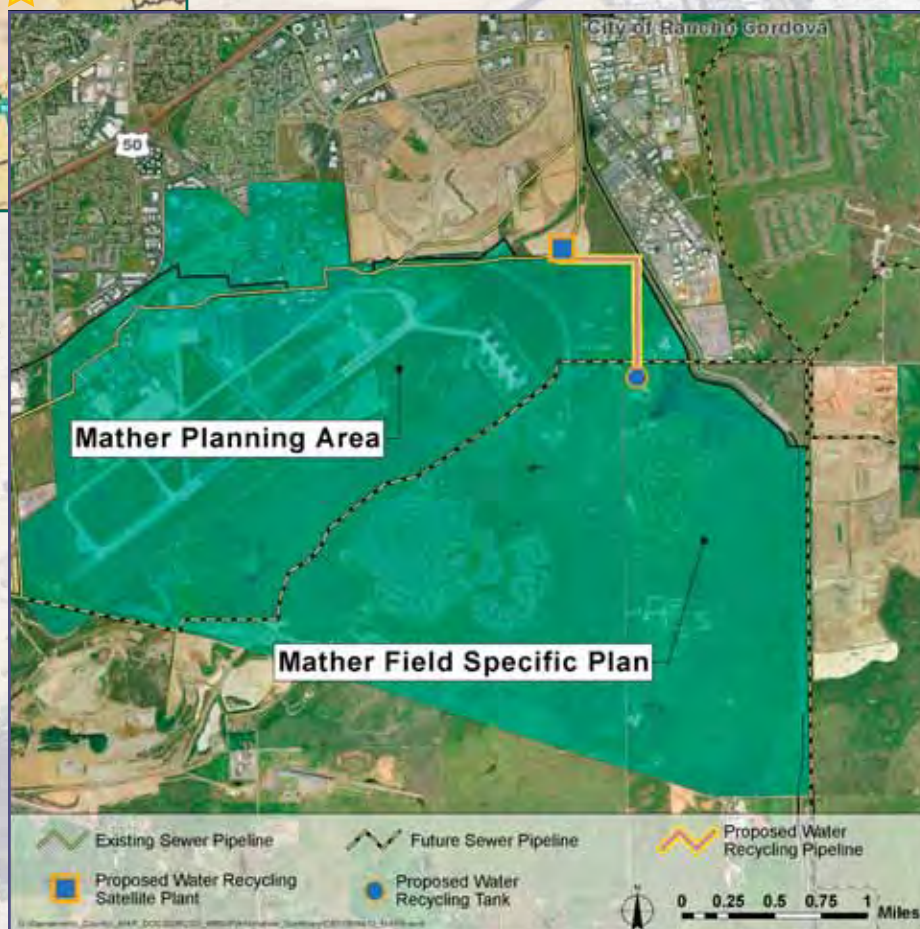 City of Rancho Cordova
50
Mather Planning Area
Mather Field Specific Plan
Existing Sewer Pipeline
Future Sewer Pipeline
Proposed Water
Recycling Pipeline
Proposed Water Recycling
Satellite Plant
Proposed Water
Recycling Tank
N
0 0.25 0.5 0.75 1
Miles